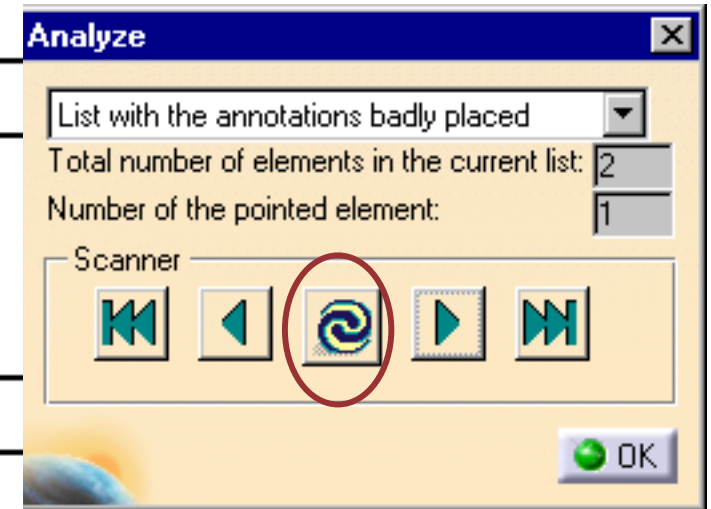 Analyze
List with the annotations badly placed
Total number of elements in the current list: 2
Number of the pointed element: 1
Scanner
OK